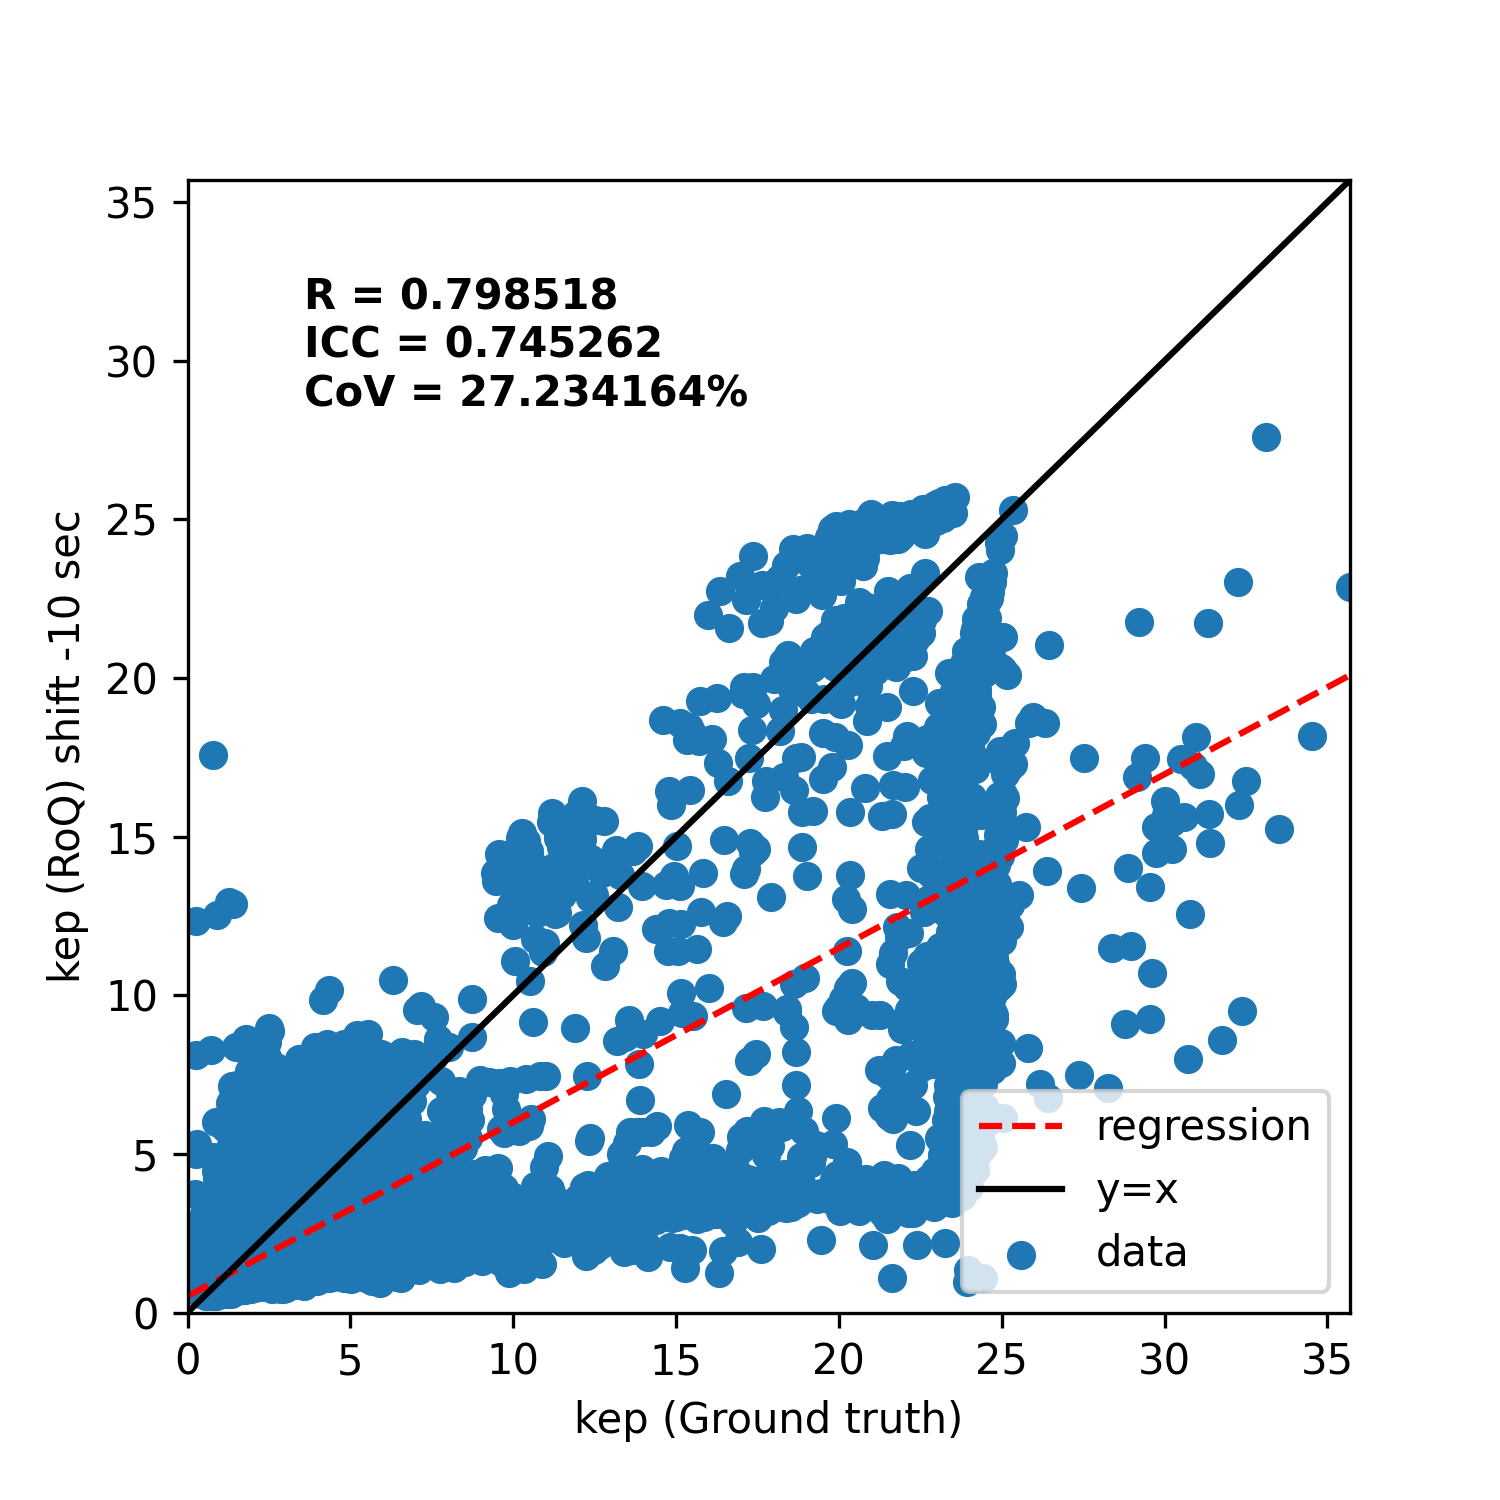 R = 0.798518
ICC = 0.745262
CoV = 27.234164%
35
30
25
20
15
10
5
0
kep (RoQ) shift -10 sec
0 5 10 15 20 25 30 35
kep (Ground truth)
regression
y=x
data